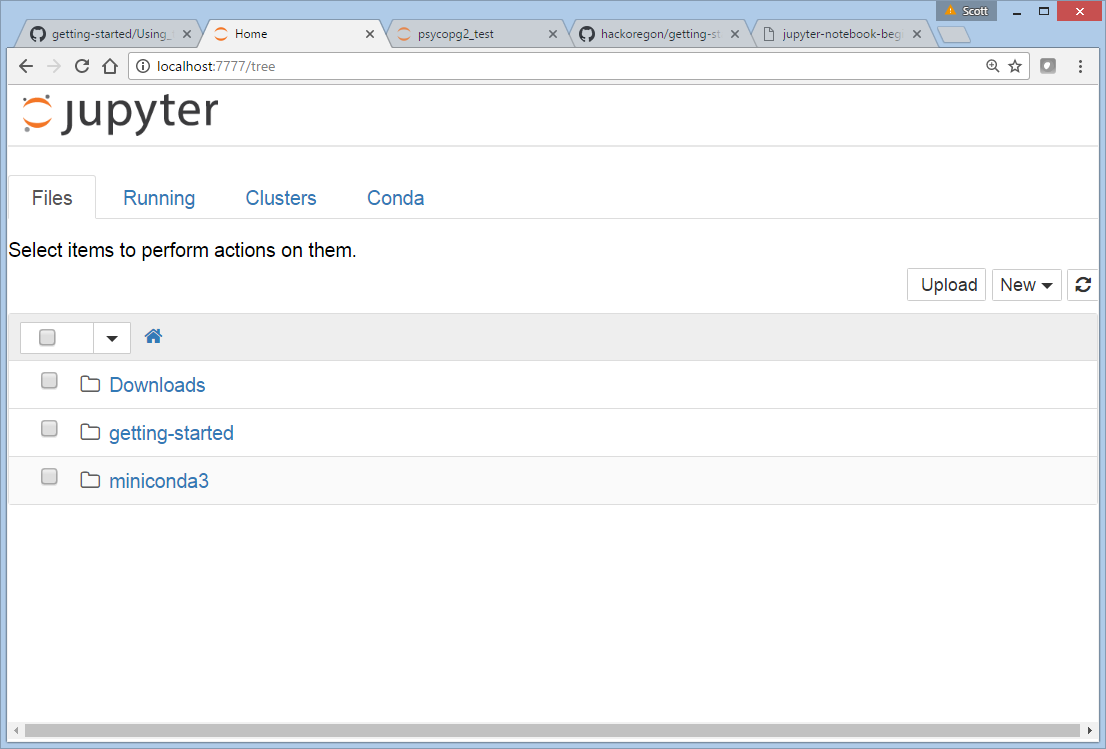 Scott
getting-started/Using_
Home
psycopg2_test
hackoregon/getting-st
jupyter-notebook-beg
localhost:7777/tree
jupyter
Files Running Clusters Conda
Select items to perform actions on them.
Upload New
Downloads
getting-started
miniconda3